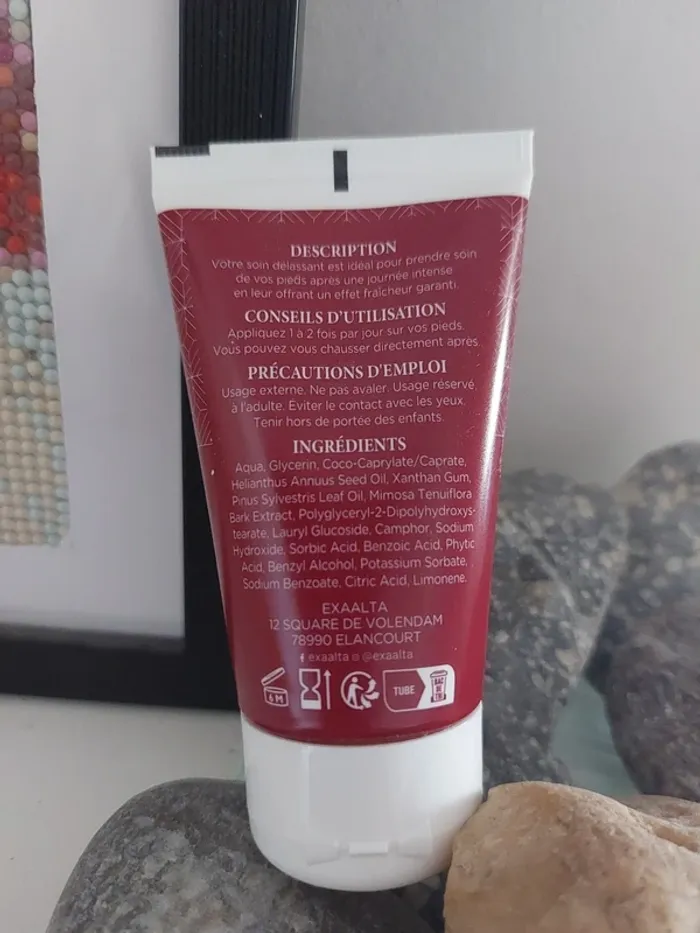 DESCRIPTION
Votre soin délassant est idéal pour prendre soin
de vos pieds après une journée intense
en leur offrant un effet fraîcheur garanti.
CONSEILS D'UTILISATION
Appliquez 1 à 2 fois par jour sur vos pieds.
Vous pouvez vous chausser directement après.
PRÉCAUTIONS D'EMPLOI
Usage externe. Ne pas avaler. Usage réservé
à l'adulte. Éviter le contact avec les yeux.
Tenir hors de portée des enfants.
INGRÉDIENTS
Aqua, Glycerin, Coco-Caprylate/Caprate,
Helianthus Annuus Seed Oil, Xanthan Gum,
Pinus Sylvestris Leaf Oil, Mimosa Tenuiflora
Bark Extract, Polyglyceryl-2-Dipolyhydroxys-
tearate, Lauryl Glucoside, Camphor, Sodium
Hydroxide, Sorbic Acid, Benzoic Acid, Phytic
Acid, Benzyl Alcohol, Potassium Sorbate,
Sodium Benzoate, Citric Acid, Limonene.
EXAALTA
12 SQUARE DE VOLENDAM
78990 ELANCOURT
exaalta @exaalta
6 M TUBE BAC DE TRI